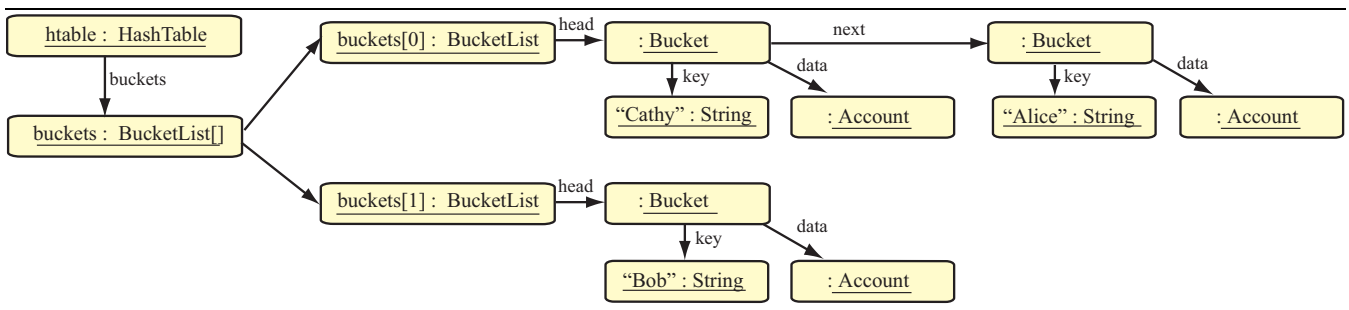 htable : HashTable
buckets
buckets : BucketList[]
buckets[0] : BucketList
head
: Bucket
next
: Bucket
key
data
key
data
“Cathy” : String
: Account
“Alice” : String
: Account
buckets[1] : BucketList
head
: Bucket
key
data
“Bob” : String
: Account